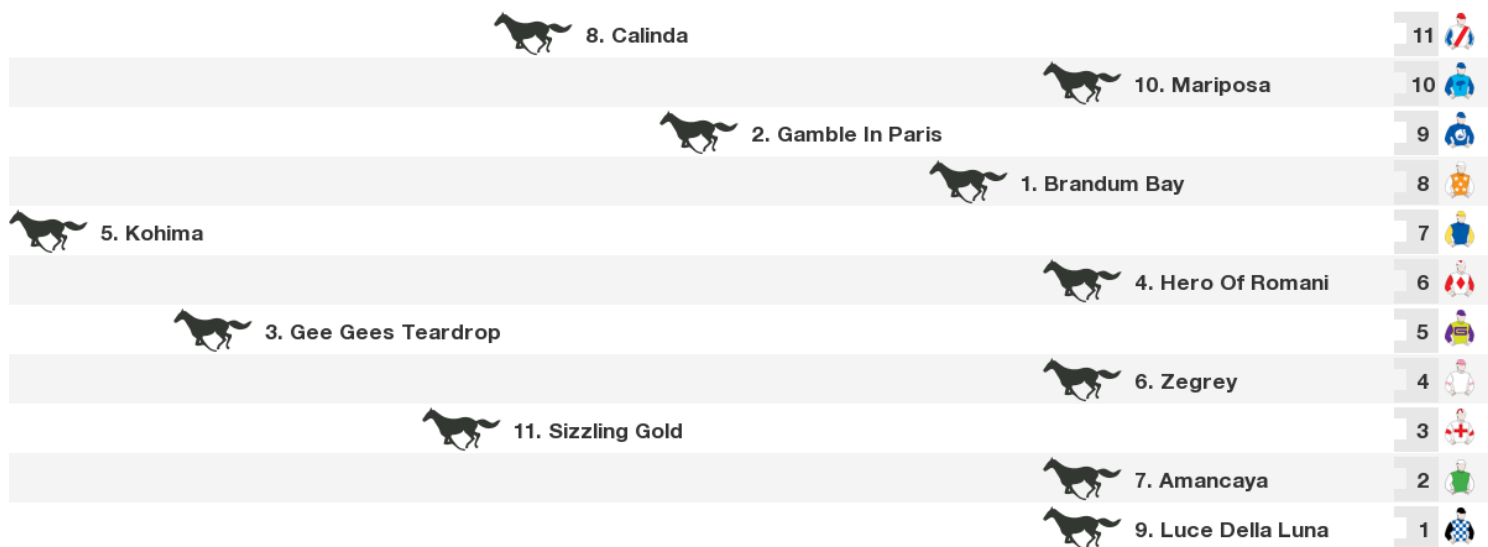 8. Calinda 11
10. Mariposa 10
2. Gamble In Paris 9
1. Brandum Bay 8
5. Kohima 7
4. Hero Of Romani 6
3. Gee Gees Teardrop 5
G
6. Zegrey 4
11. Sizzling Gold 3
7. Amancaya 2
9. Luce Della Luna 1